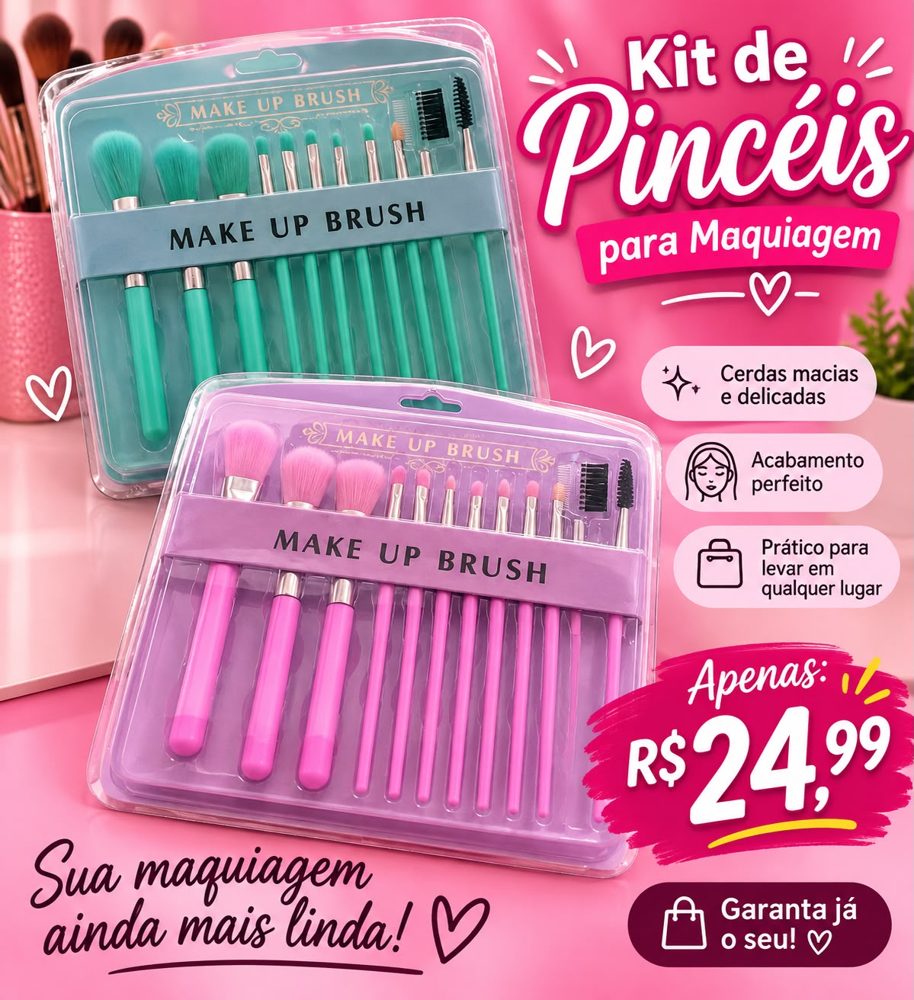 Kit de
Pincéis
para Maquiagem
MAKE UP BRUSH
MAKE UP BRUSH
MAKE UP BRUSH
MAKE UP BRUSH
Cerdas macias
e delicadas
Acabamento
perfeito
Prático para
levar em
qualquer lugar
Apenas:
R$24,99
Sua maquiagem
ainda mais linda!
Garanta já
o seu!